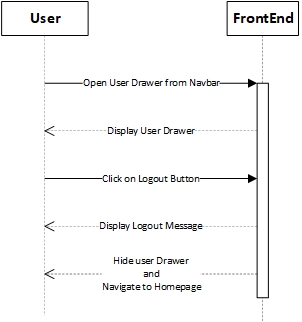 User
FrontEnd
Open User Drawer from Navbar
Display User Drawer
Click on Logout Button
Display Logout Message
Hide user Drawer
and
Navigate to Homepage